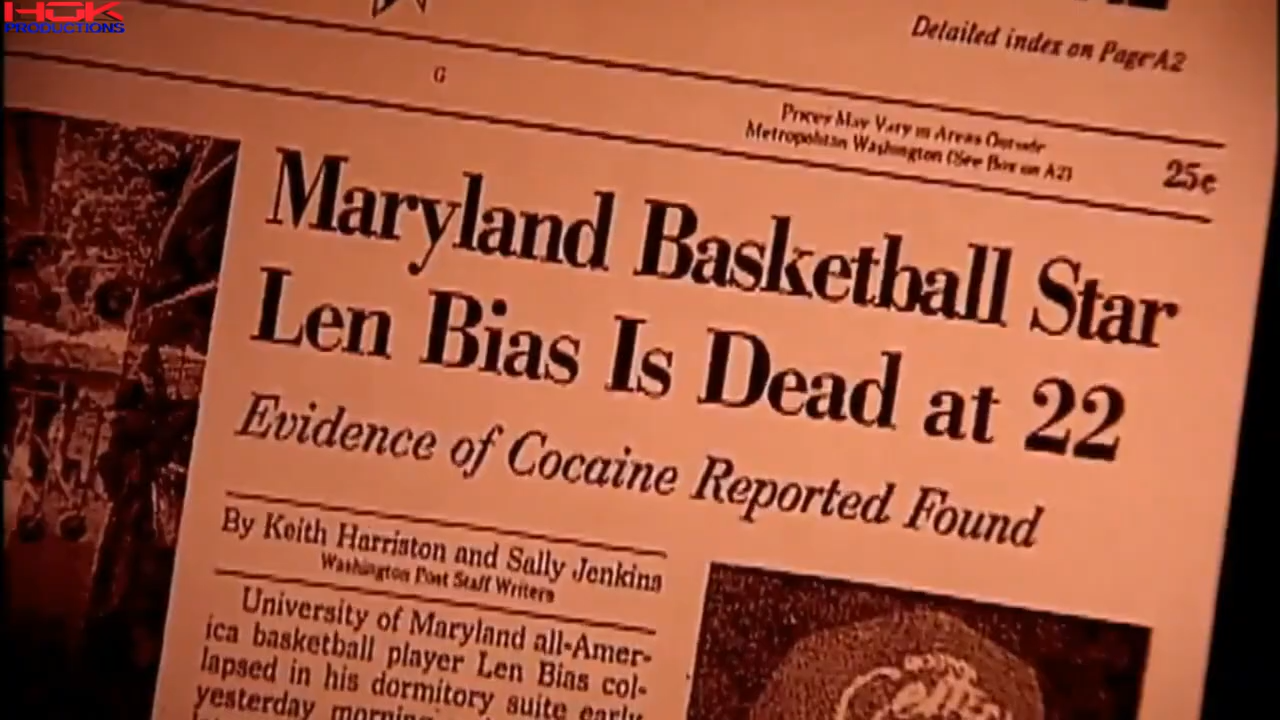 HOK
PRODUCTIONS
Detailed index on Page A2
G
Prices May Vary in Areas Outside
Metropolitan Washington (See Box on A2)
25¢
Maryland Basketball Star
Len Bias Is Dead at 22
Evidence of Cocaine Reported Found
By Keith Harriston and Sally Jenkins
Washington Post Staff Writers
University of Maryland all-Amer-
ica basketball player Len Bias col-
lapsed in his dormitory suite early
yesterday morning
Celtics